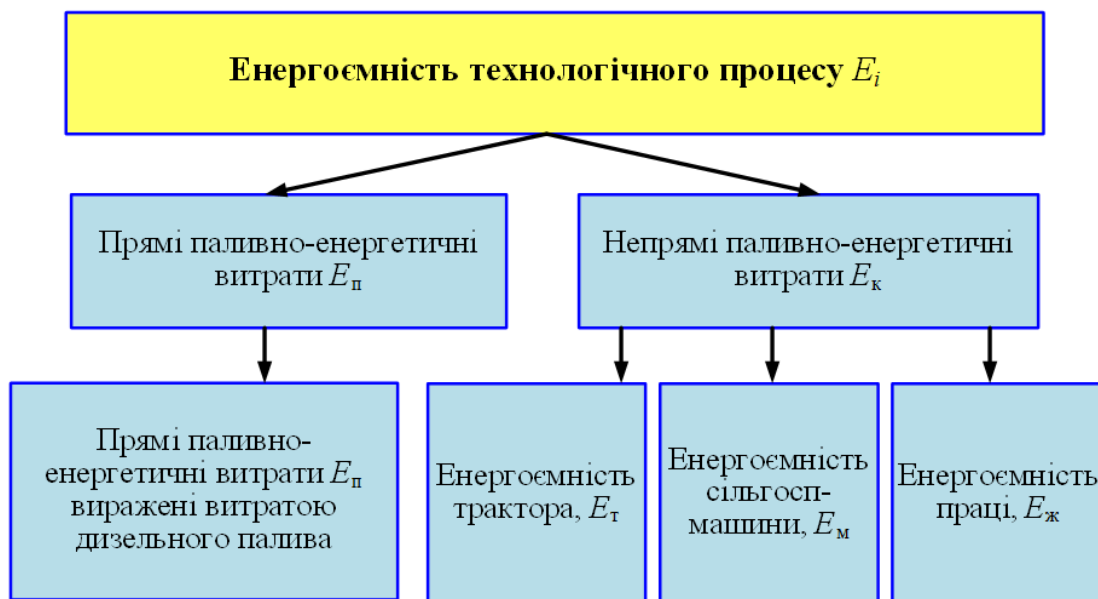 Енергоємність технологічного процесу Ei
Прямі паливно-енергетичні
витрати Eп
Непрямі паливно-енергетичні
витрати Eк
Прямі паливно-
енергетичні витрати Eп
виражені витратою
дизельного палива
Енергоємність
трактора, Eт
Енергоємність
сільгосп-
машини, Eм
Енергоємність
праці, Eж